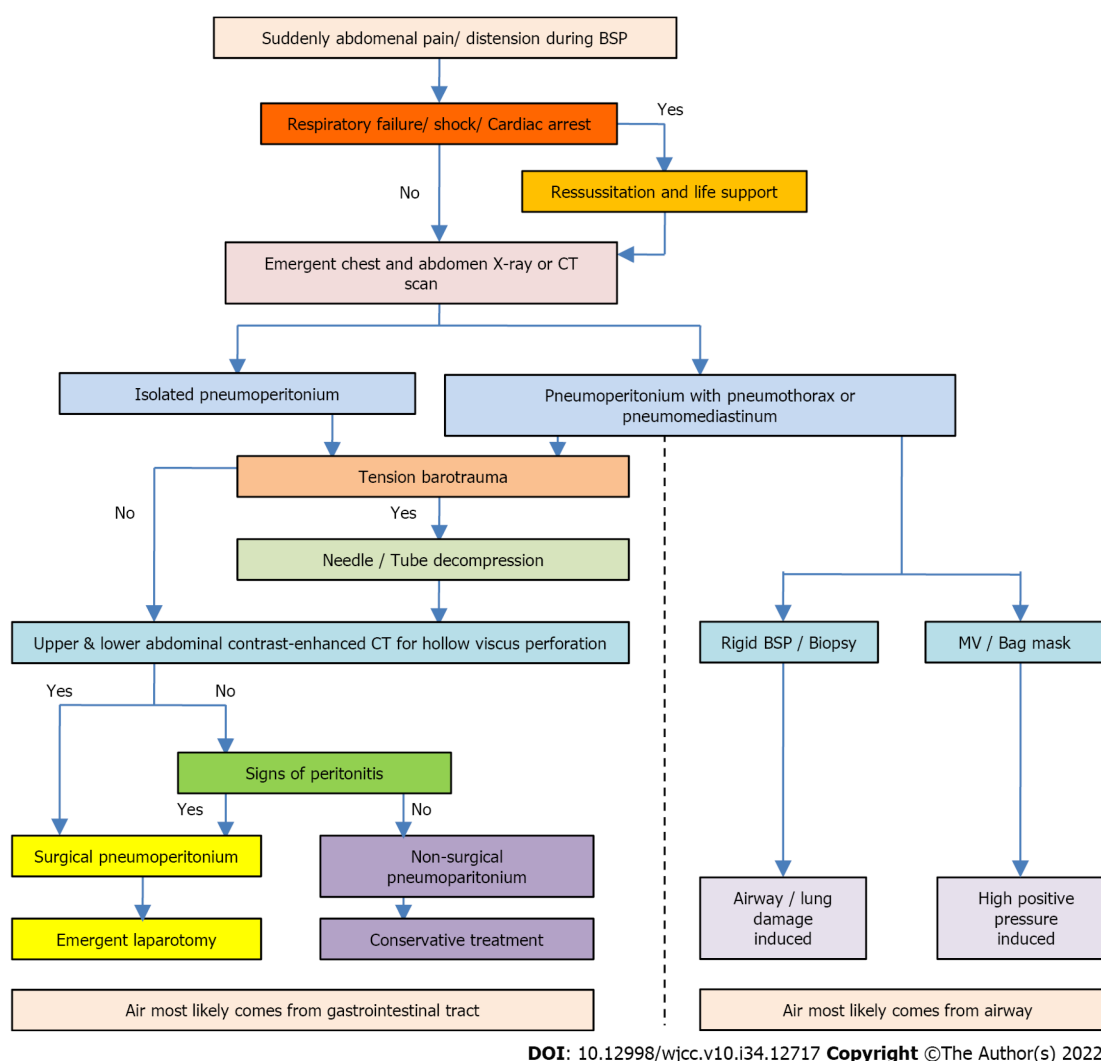 Suddenly abdomenal pain/ distension during BSP
Yes
Respiratory failure/ shock/ Cardiac arrest
No
Ressussitation and life support
Emergent chest and abdomen X-ray or CT
scan
Isolated pneumoperitonium
Pneumoperitonium with pneumothorax or
pneumomediastinum
Tension barotrauma
No
Yes
Needle / Tube decompression
Upper & lower abdominal contrast-enhanced CT for hollow viscus perforation
Rigid BSP / Biopsy
MV / Bag mask
Yes
No
Signs of peritonitis
Yes
No
Surgical pneumoperitonium
Non-surgical
pneumoparitonium
Airway / lung
damage
induced
High positive
pressure
induced
Emergent laparotomy
Conservative treatment
Air most likely comes from gastrointestinal tract
Air most likely comes from airway
DOI: 10.12998/wjcc.v10.i34.12717 Copyright ©The Author(s) 2022